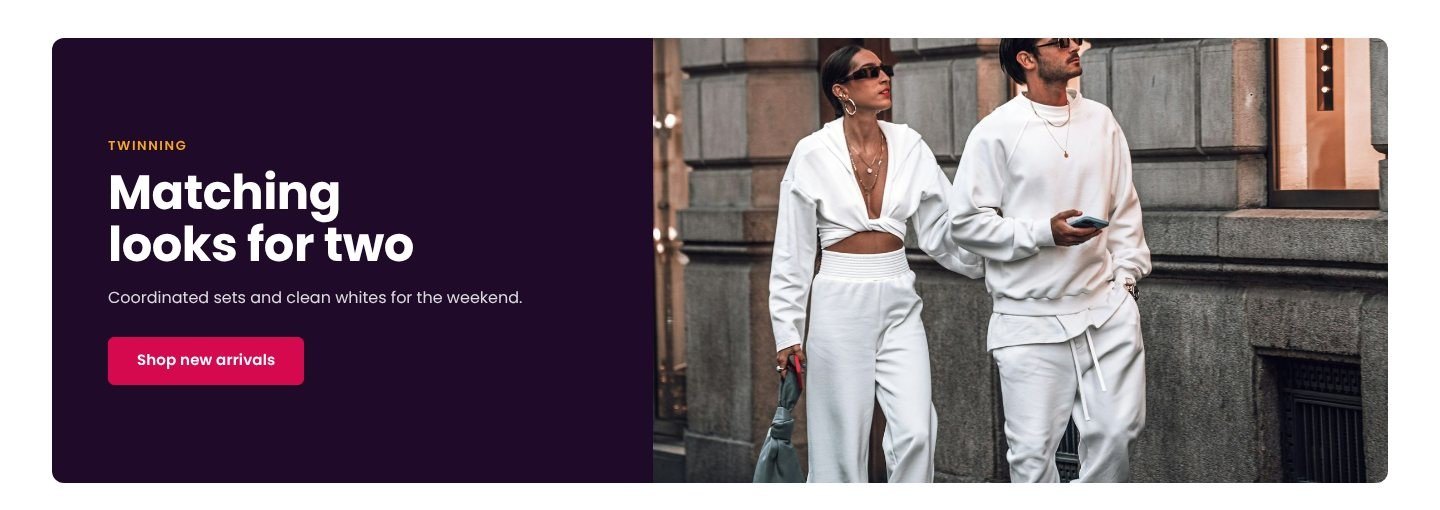 TWINNING
Matching
looks for two
Coordinated sets and clean whites for the weekend.
Shop new arrivals